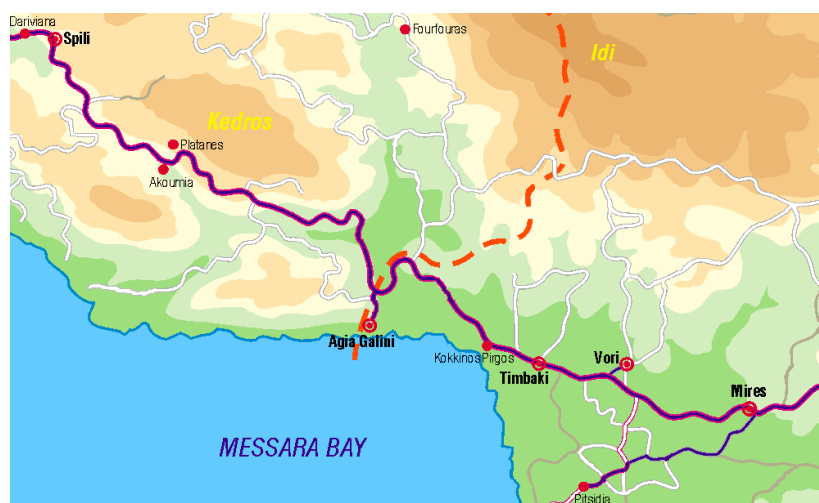 Dariviana
Spili
Fourfouras
Idi
Kedros
Platanes
Akoumia
Agia Galini
Kokkinos Pirgos
Timbaki
Vori
Mires
MESSARA BAY
Pitsidia